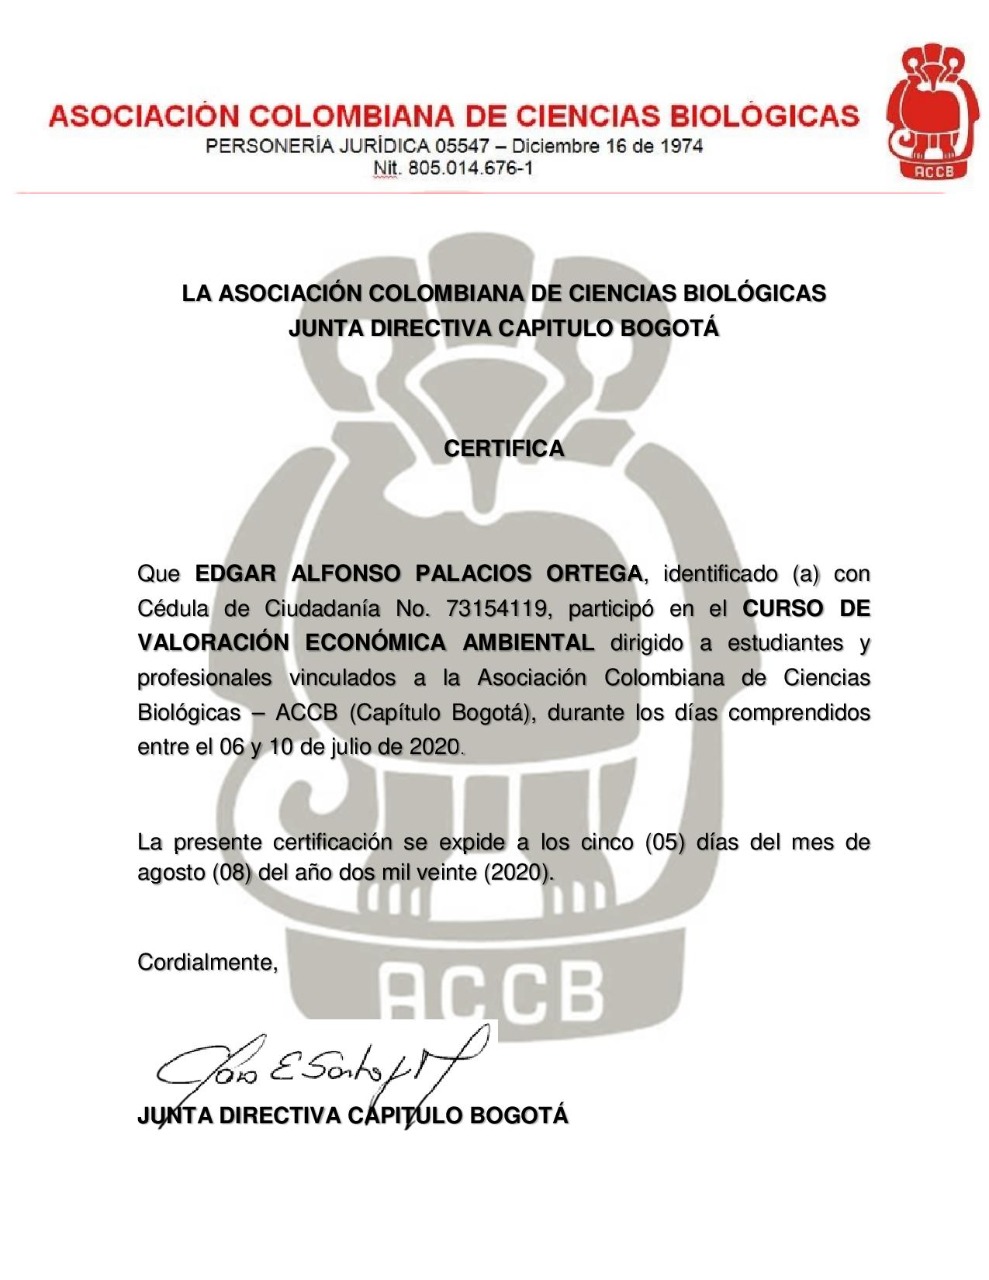 ASOCIACIÓN COLOMBIANA DE CIENCIAS BIOLÓGICAS
PERSONERÍA JURÍDICA 05547 – Diciembre 16 de 1974
Nit. 805.014.676-1
ACCB
LA ASOCIACIÓN COLOMBIANA DE CIENCIAS BIOLÓGICAS
JUNTA DIRECTIVA CAPITULO BOGOTÁ
CERTIFICA
Que EDGAR ALFONSO PALACIOS ORTEGA, identificado (a) con
Cédula de Ciudadanía No. 73154119, participó en el CURSO DE
VALORACIÓN ECONÓMICA AMBIENTAL dirigido a estudiantes y
profesionales vinculados a la Asociación Colombiana de Ciencias
Biológicas – ACCB (Capítulo Bogotá), durante los días comprendidos
entre el 06 y 10 de julio de 2020.
La presente certificación se expide a los cinco (05) días del mes de
agosto (08) del año dos mil veinte (2020).
Cordialmente,
ACCB
JUNTA DIRECTIVA CAPITULO BOGOTÁ